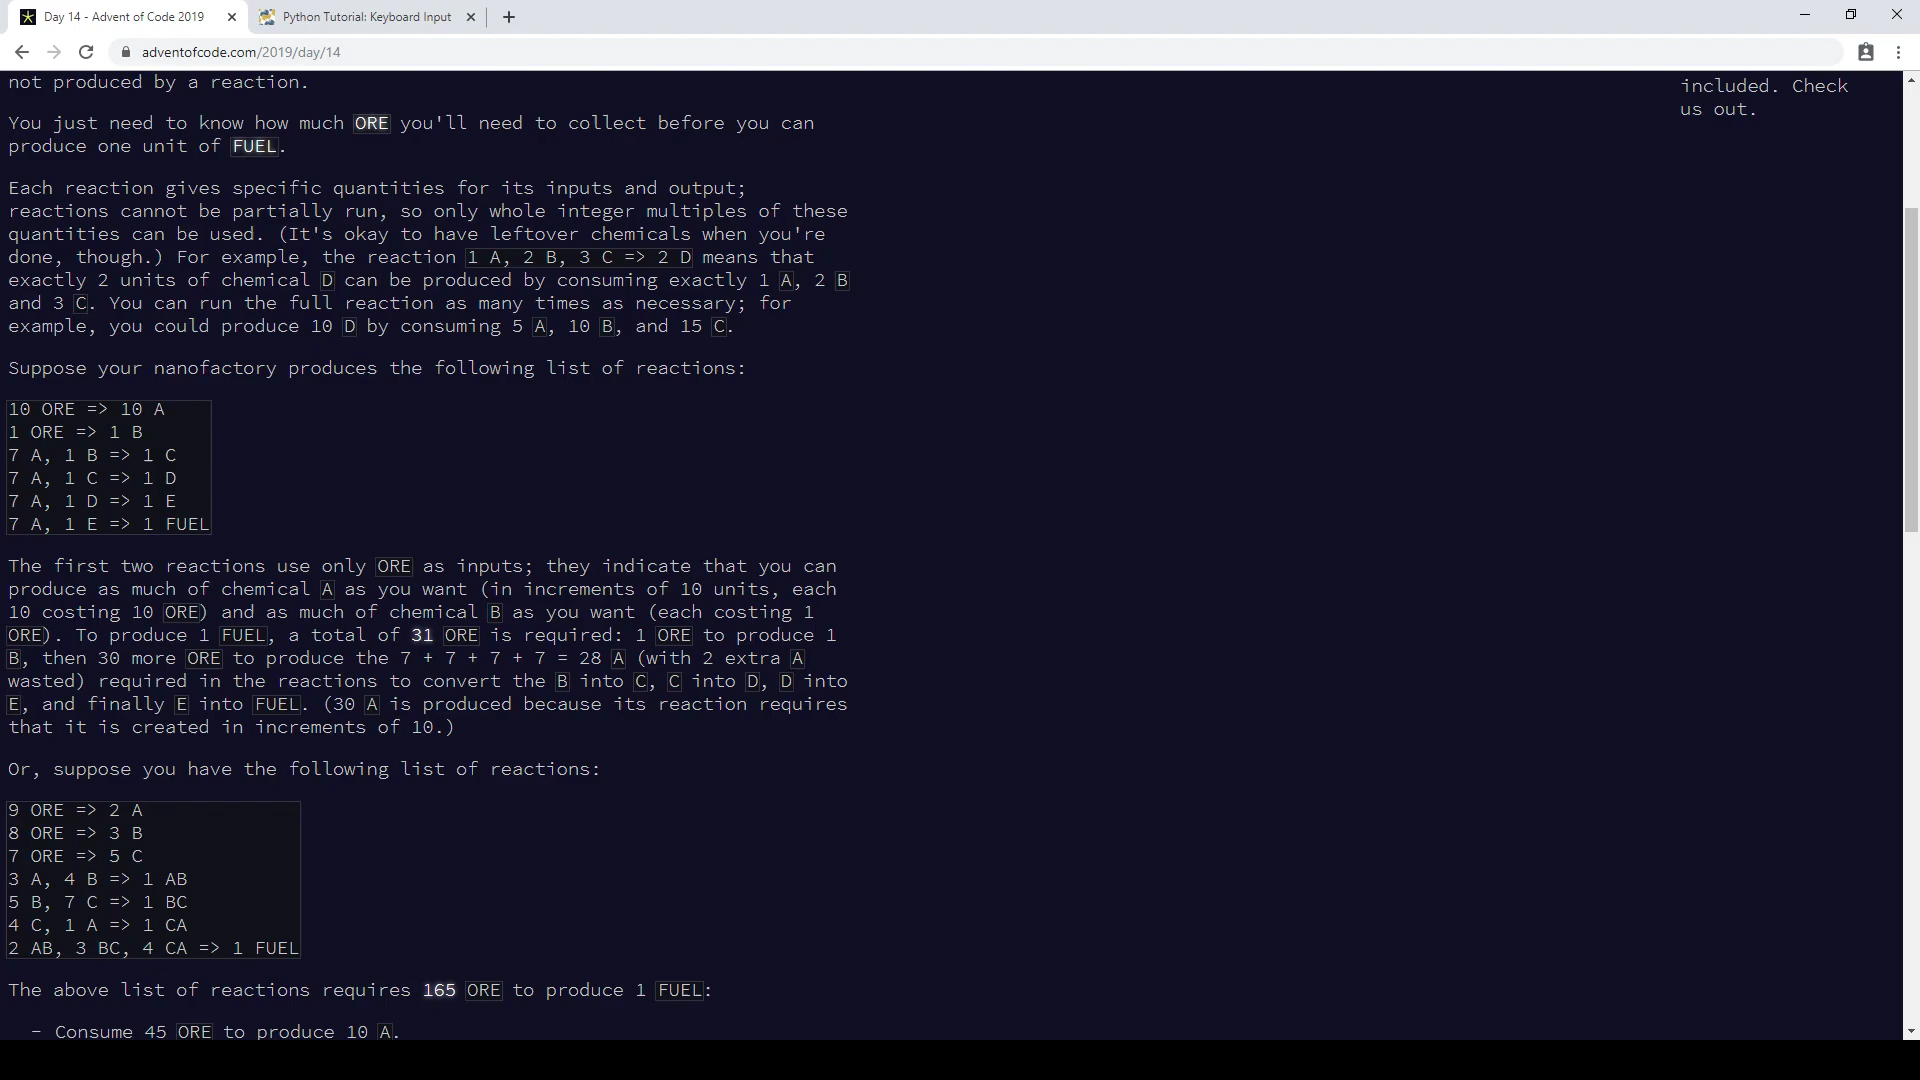 Day 14 - Advent of Code 2019
Python Tutorial: Keyboard Input
adventofcode.com/2019/day/14
not produced by a reaction.
included. Check
us out.
You just need to know how much ORE you'll need to collect before you can
produce one unit of FUEL.
Each reaction gives specific quantities for its inputs and output;
reactions cannot be partially run, so only whole integer multiples of these
quantities can be used. (It's okay to have leftover chemicals when you're
done, though.) For example, the reaction 1 A, 2 B, 3 C => 2 D means that
exactly 2 units of chemical D can be produced by consuming exactly 1 A, 2 B
and 3 C. You can run the full reaction as many times as necessary; for
example, you could produce 10 D by consuming 5 A, 10 B, and 15 C.
Suppose your nanofactory produces the following list of reactions:
10 ORE => 10 A
1 ORE => 1 B
7 A, 1 B => 1 C
7 A, 1 C => 1 D
7 A, 1 D => 1 E
7 A, 1 E => 1 FUEL
The first two reactions use only ORE as inputs; they indicate that you can
produce as much of chemical A as you want (in increments of 10 units, each
10 costing 10 ORE) and as much of chemical B as you want (each costing 1
ORE). To produce 1 FUEL, a total of 31 ORE is required: 1 ORE to produce 1
B, then 30 more ORE to produce the 7 + 7 + 7 + 7 = 28 A (with 2 extra A
wasted) required in the reactions to convert the B into C, C into D, D into
E, and finally E into FUEL. (30 A is produced because its reaction requires
that it is created in increments of 10.)
Or, suppose you have the following list of reactions:
9 ORE => 2 A
8 ORE => 3 B
7 ORE => 5 C
3 A, 4 B => 1 AB
5 B, 7 C => 1 BC
4 C, 1 A => 1 CA
2 AB, 3 BC, 4 CA => 1 FUEL
The above list of reactions requires 165 ORE to produce 1 FUEL:
- Consume 45 ORE to produce 10 A.